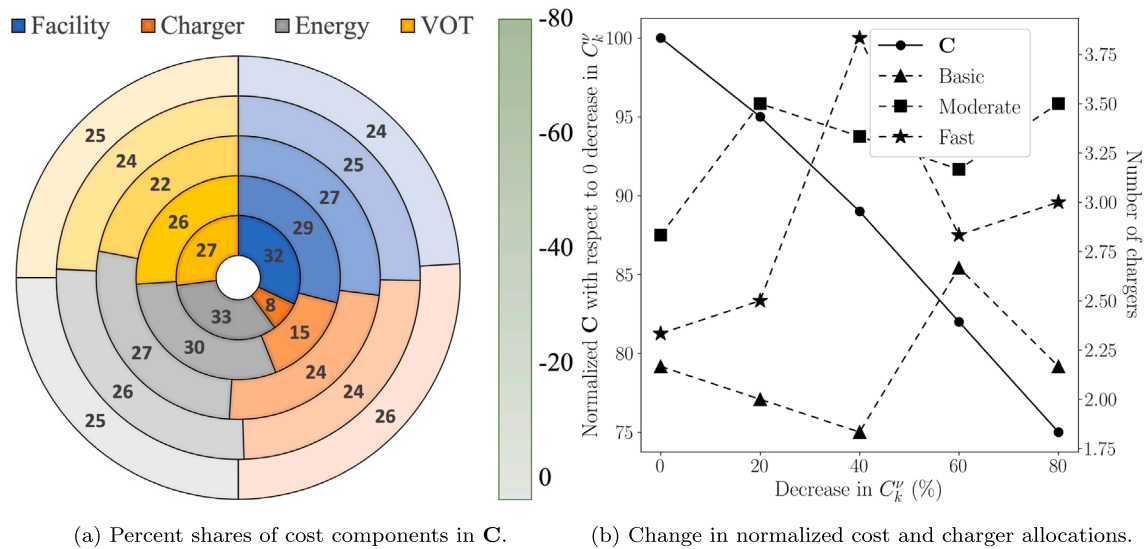 Facility Charger Energy VOT
25 24
24 25
22 27
26 29
27 32
33 8
30 15
27 24
26 24
25 26
-80
-60
-40
-20
0
100
95
90
85
80
75
Normalized C with respect to 0 decrease in C_k^ν
C
Basic
Moderate
Fast
3.75
3.50
3.25
3.00
2.75
2.50
2.25
2.00
1.75
Number of chargers
0 20 40 60 80
Decrease in C_k^ν (%)
(a) Percent shares of cost components in C.
(b) Change in normalized cost and charger allocations.